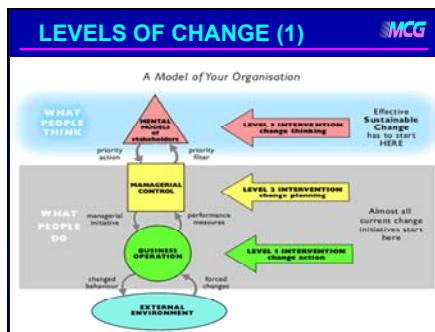 LEVELS OF CHANGE (1)
MCG
A Model of Your Organisation
WHAT
PEOPLE
THINK
MENTAL
MODELS
of
stakeholders
LEVEL 3 INTERVENTION
change thinking
Effective
Sustainable
Change
has to start
HERE
priority
action
priority
filter
MANAGERIAL
CONTROL
LEVEL 2 INTERVENTION
change planning
WHAT
PEOPLE
DO
managerial
initiative
performance
measures
Almost all
current change
initiatives start
here
BUSINESS
OPERATION
LEVEL 1 INTERVENTION
change action
changed
behaviour
forced
changes
EXTERNAL
ENVIRONMENT